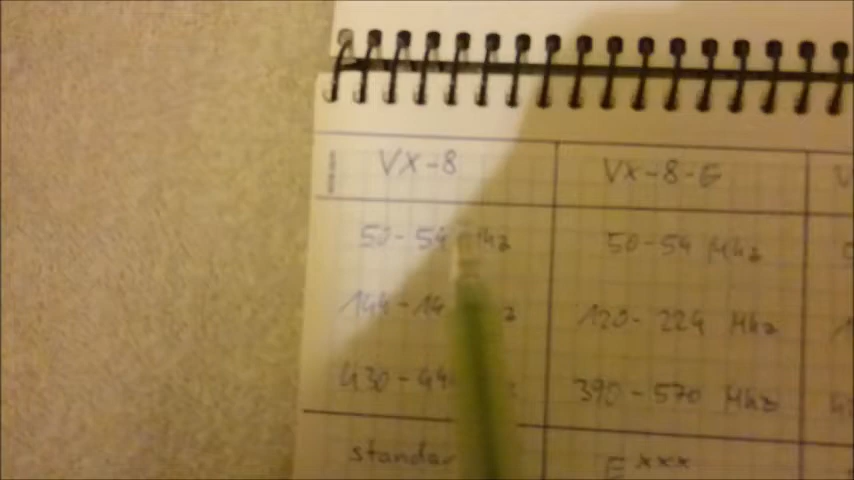 VX-8 VX-8-G V
50-54 Mhz 50-54 Mhz
144-14 120-224 Mhz
430-44 390-570 Mhz
standar E***